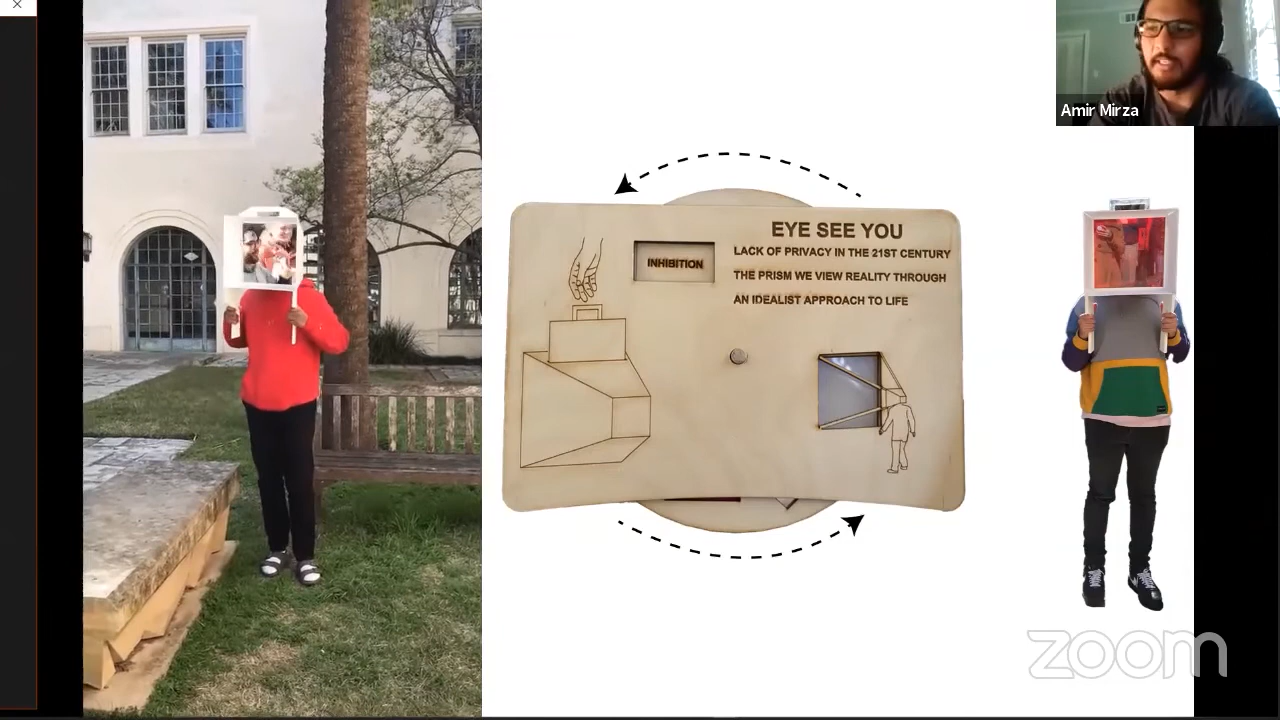 Amir Mirza
EYE SEE YOU
LACK OF PRIVACY IN THE 21ST CENTURY
INHIBITION
THE PRISM WE VIEW REALITY THROUGH
AN IDEALIST APPROACH TO LIFE
zoom